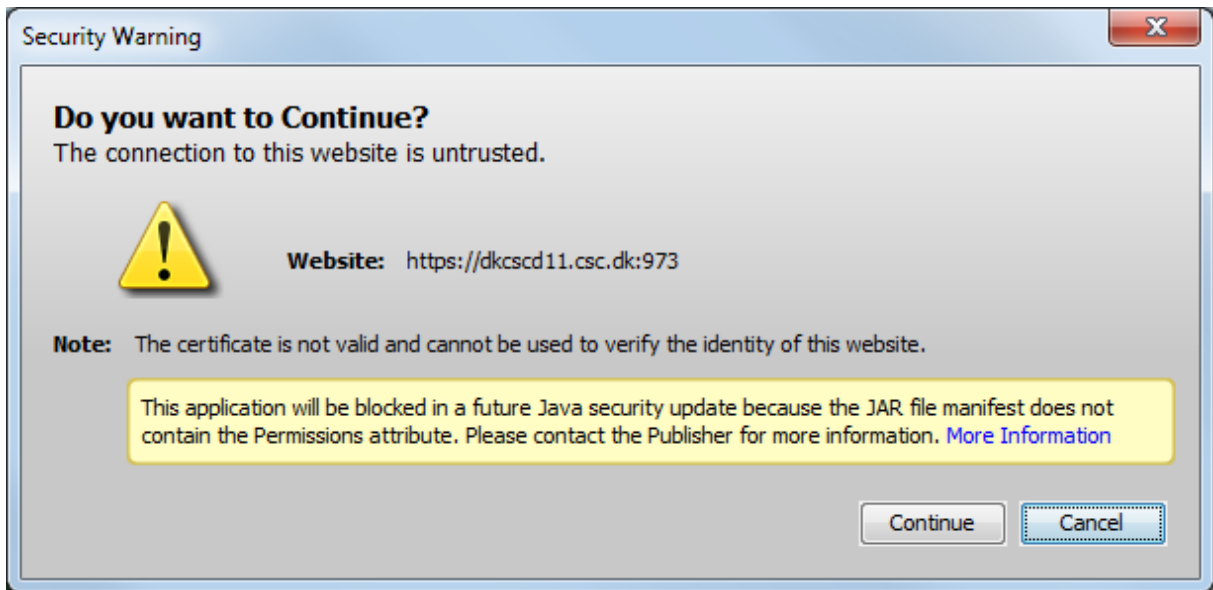 Security Warning
Do you want to Continue?
The connection to this website is untrusted.
Website: https://dkcscd11.csc.dk:973
Note: The certificate is not valid and cannot be used to verify the identity of this website.
This application will be blocked in a future Java security update because the JAR file manifest does not
contain the Permissions attribute. Please contact the Publisher for more information. More Information
Continue Cancel